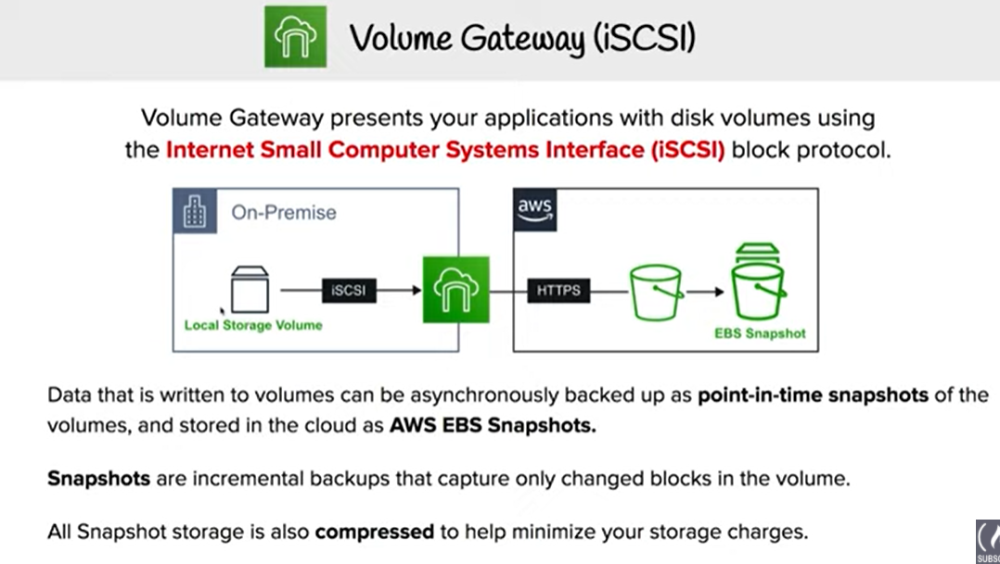 Volume Gateway (iSCSI)
Volume Gateway presents your applications with disk volumes using
the Internet Small Computer Systems Interface (iSCSI) block protocol.
On-Premise
aws
iSCSI
HTTPS
Local Storage Volume
EBS Snapshot
Data that is written to volumes can be asynchronously backed up as point-in-time snapshots of the
volumes, and stored in the cloud as AWS EBS Snapshots.
Snapshots are incremental backups that capture only changed blocks in the volume.
All Snapshot storage is also compressed to help minimize your storage charges.